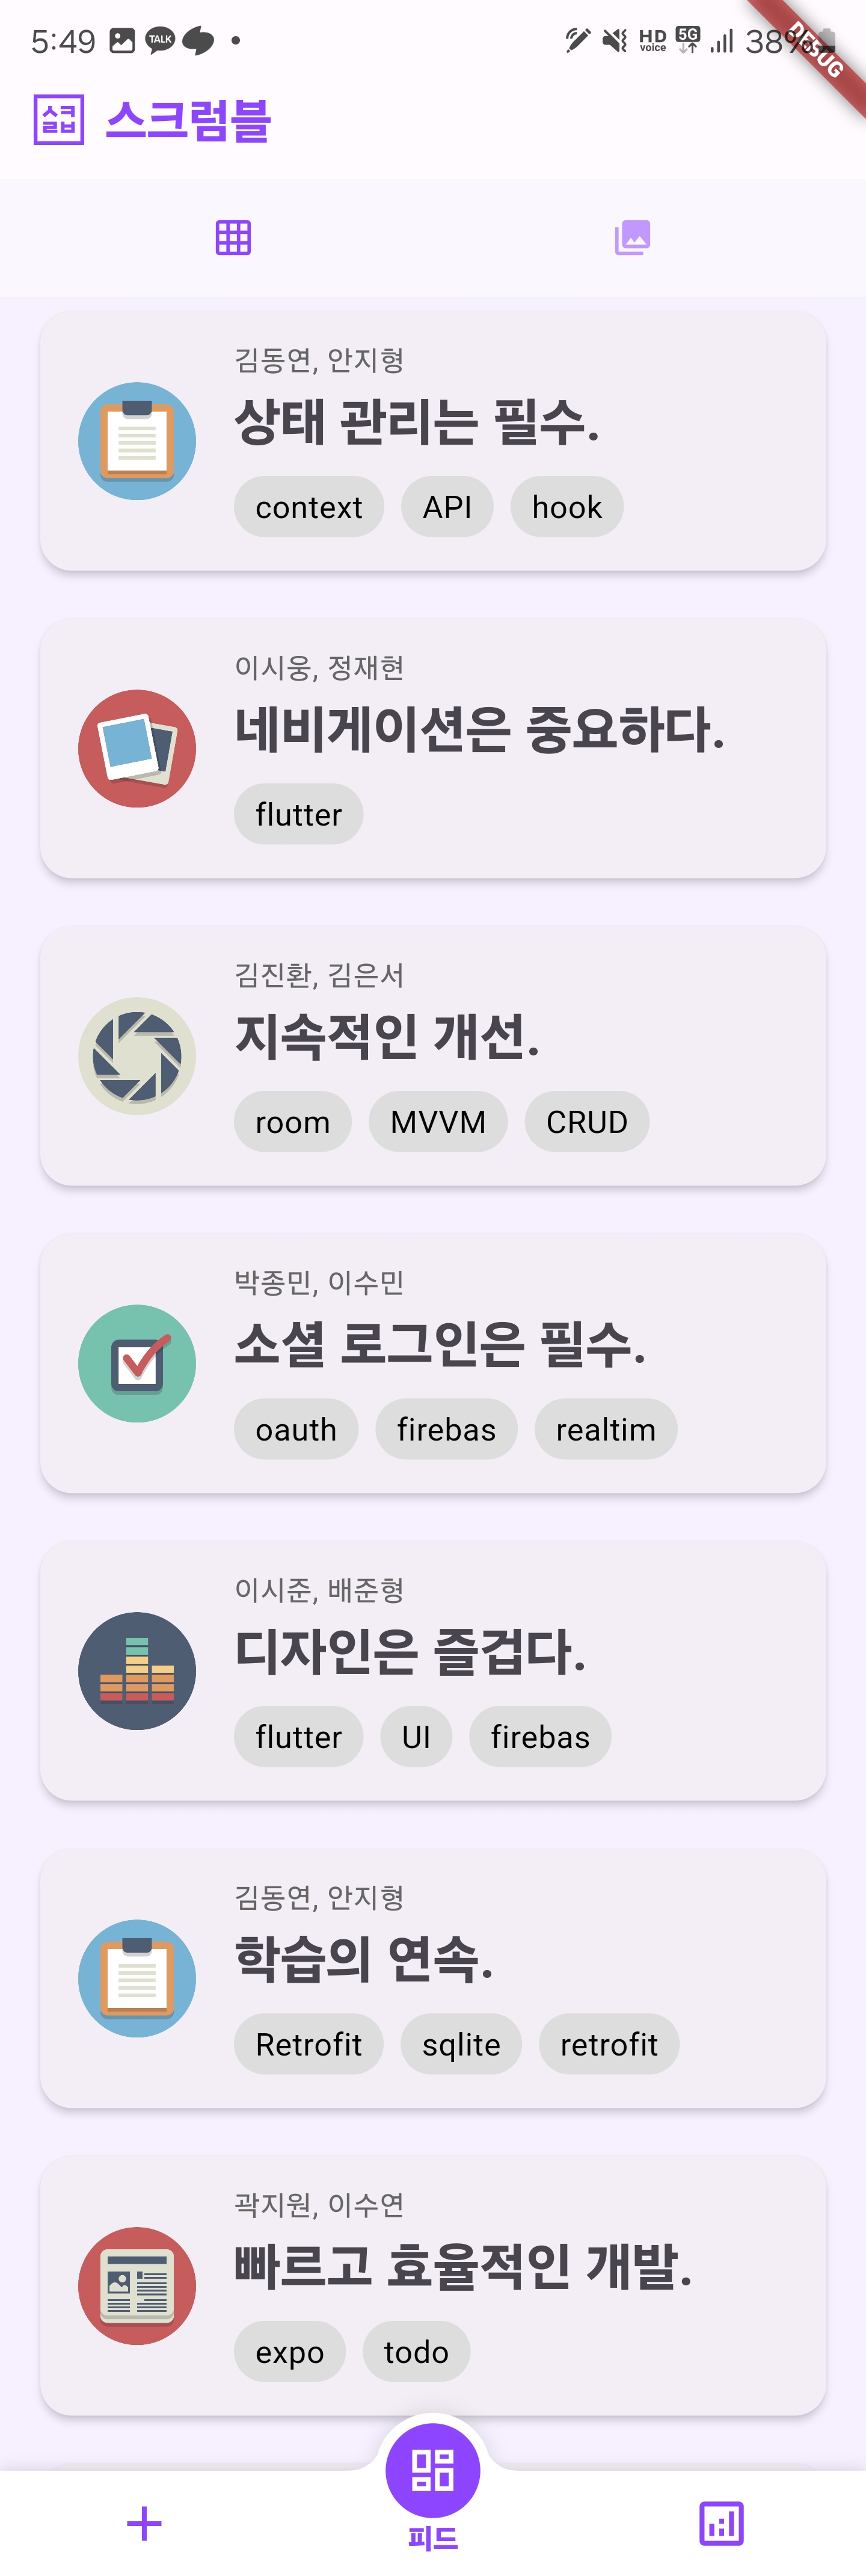 5:49 TALK HD voice 5G 38%
DEBUG
스크럼블
김동연, 안지형
상태 관리는 필수.
context API hook
이시웅, 정재현
네비게이션은 중요하다.
flutter
김진환, 김은서
지속적인 개선.
room MVVM CRUD
박종민, 이수민
소셜 로그인은 필수.
oauth firebas realtim
이시준, 배준형
디자인은 즐겁다.
flutter UI firebas
김동연, 안지형
학습의 연속.
Retrofit sqlite retrofit
곽지원, 이수연
빠르고 효율적인 개발.
expo todo
피드